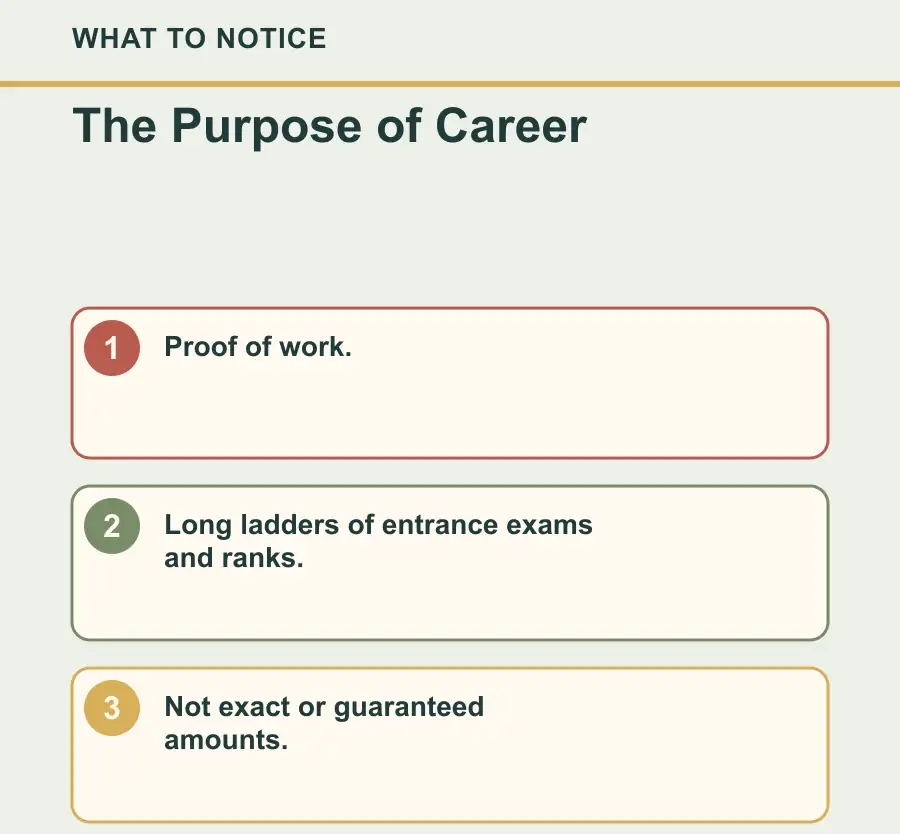 WHAT TO NOTICE
The Purpose of Career
1
Proof of work.
2
Long ladders of entrance exams
and ranks.
3
Not exact or guaranteed
amounts.